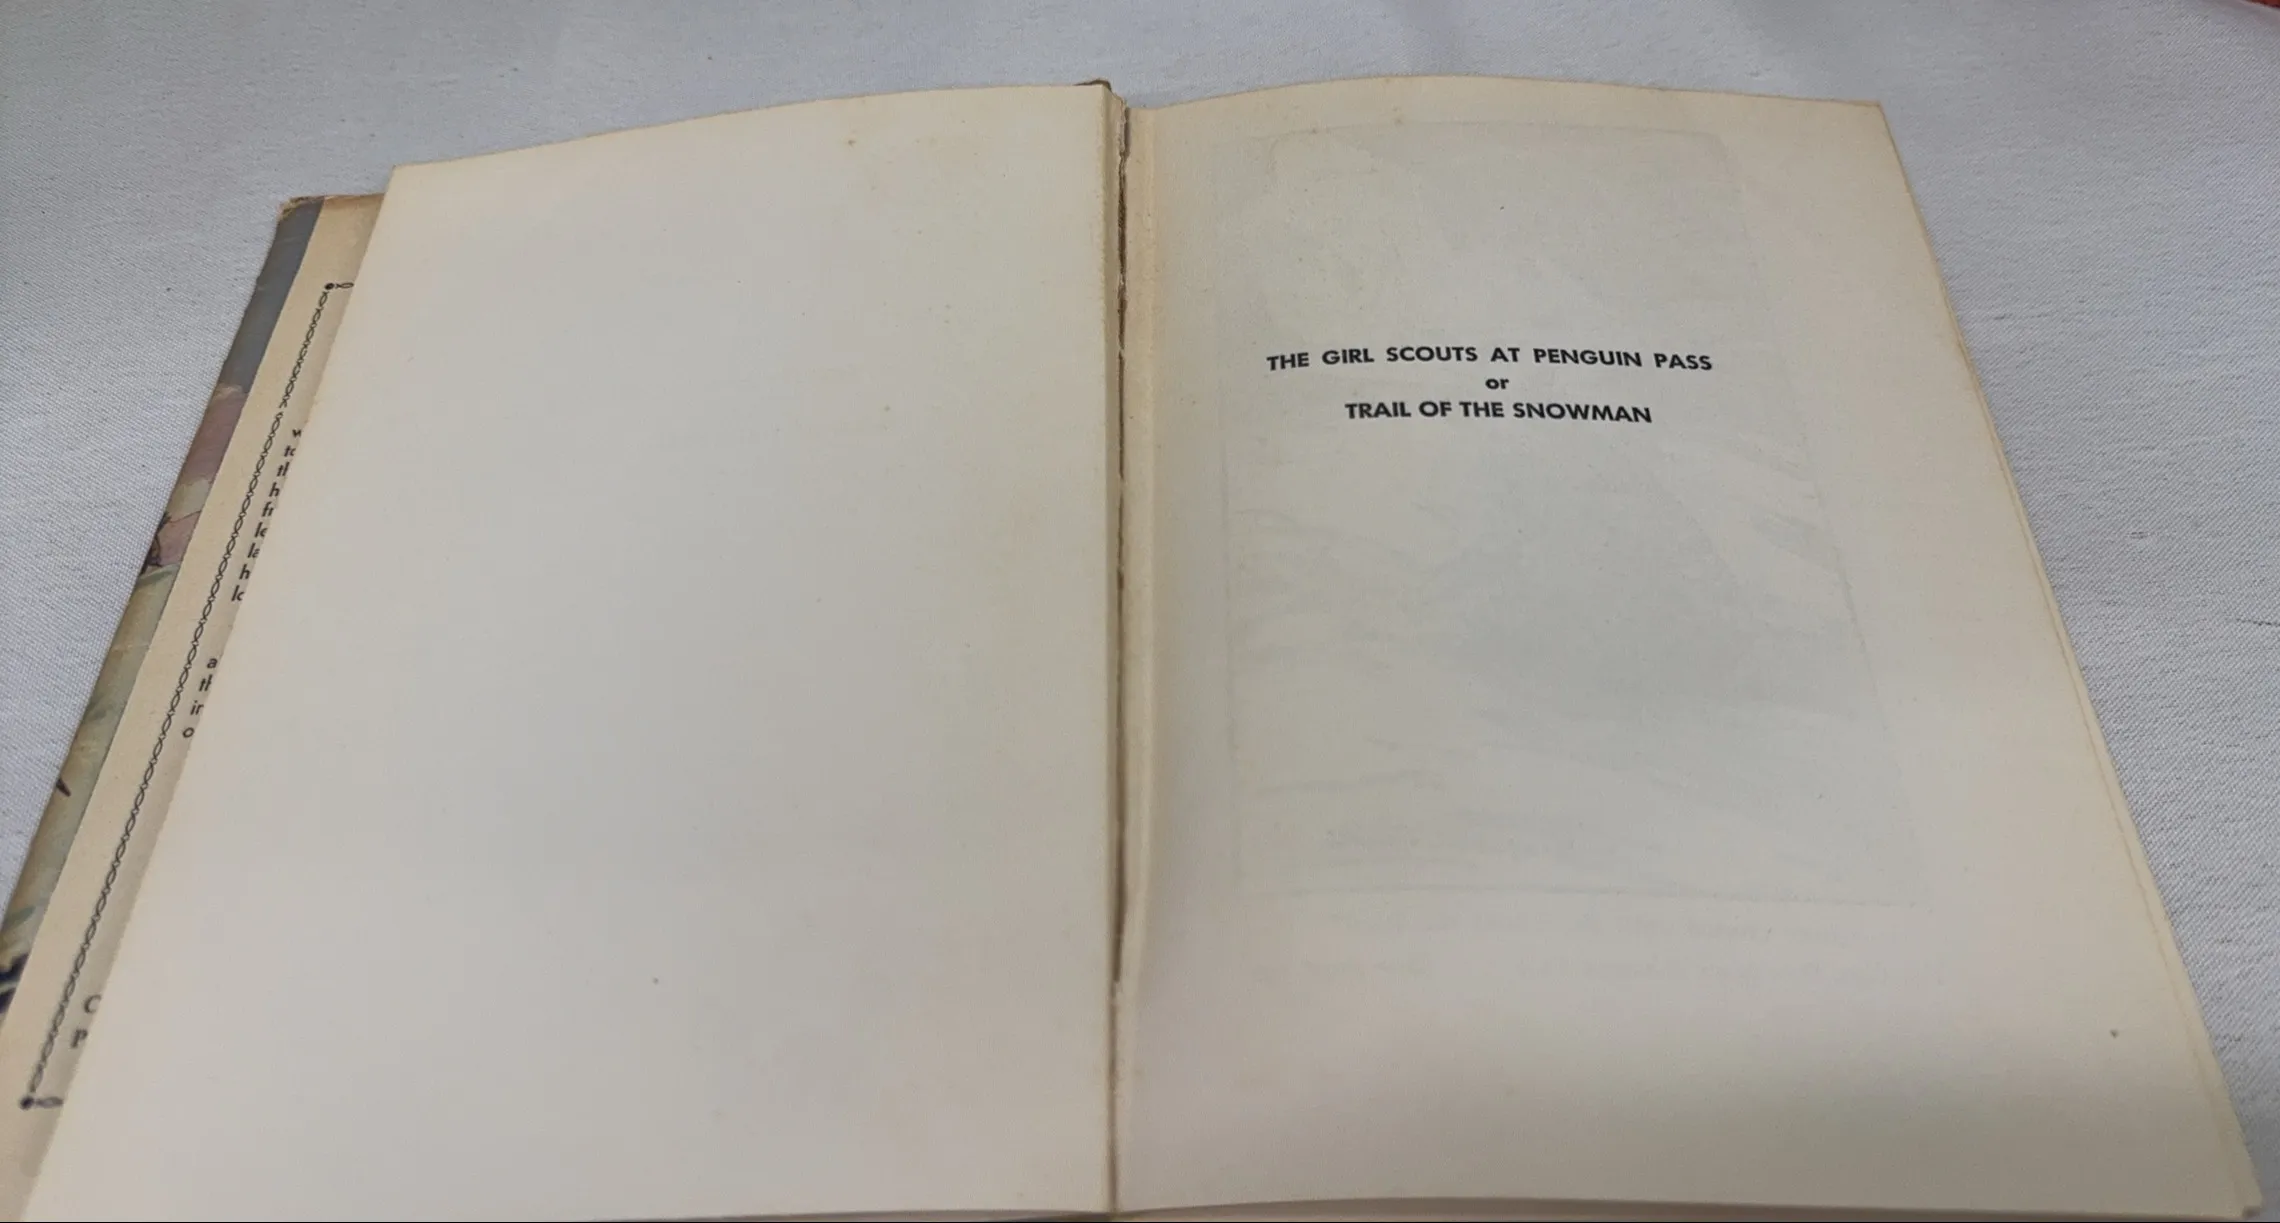 THE GIRL SCOUTS AT PENGUIN PASS
or
TRAIL OF THE SNOWMAN